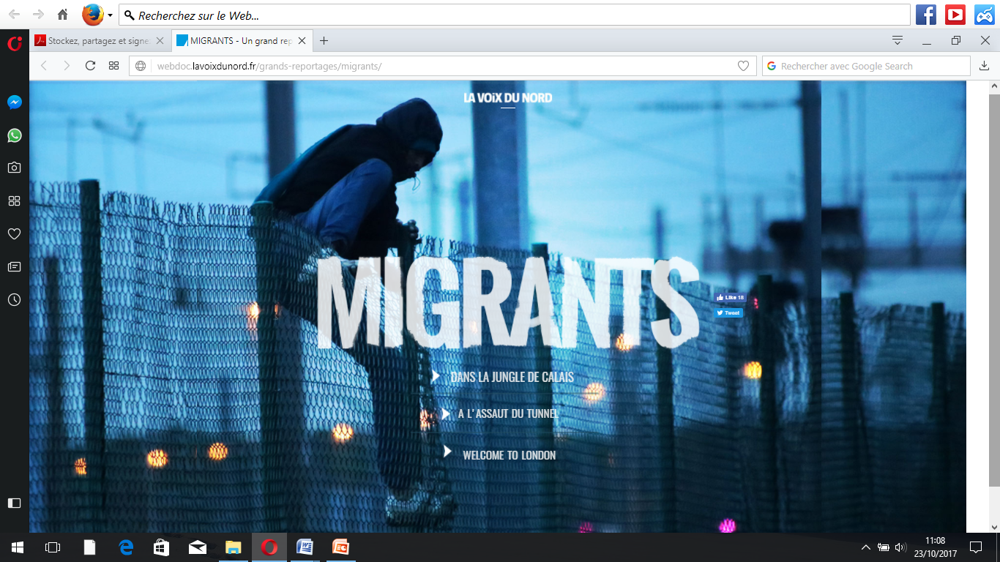 Recherchez sur le Web...
Stockez, partagez et signe
MIGRANTS - Un grand rep
webdoc.lavoixdunord.fr/grands-reportages/migrants/
Rechercher avec Google Search
LA VOiX DU NORD
MIGRANTS
Like 18
Tweet
DANS LA JUNGLE DE CALAIS
A L'ASSAUT DU TUNNEL
WELCOME TO LONDON
11:08
23/10/2017